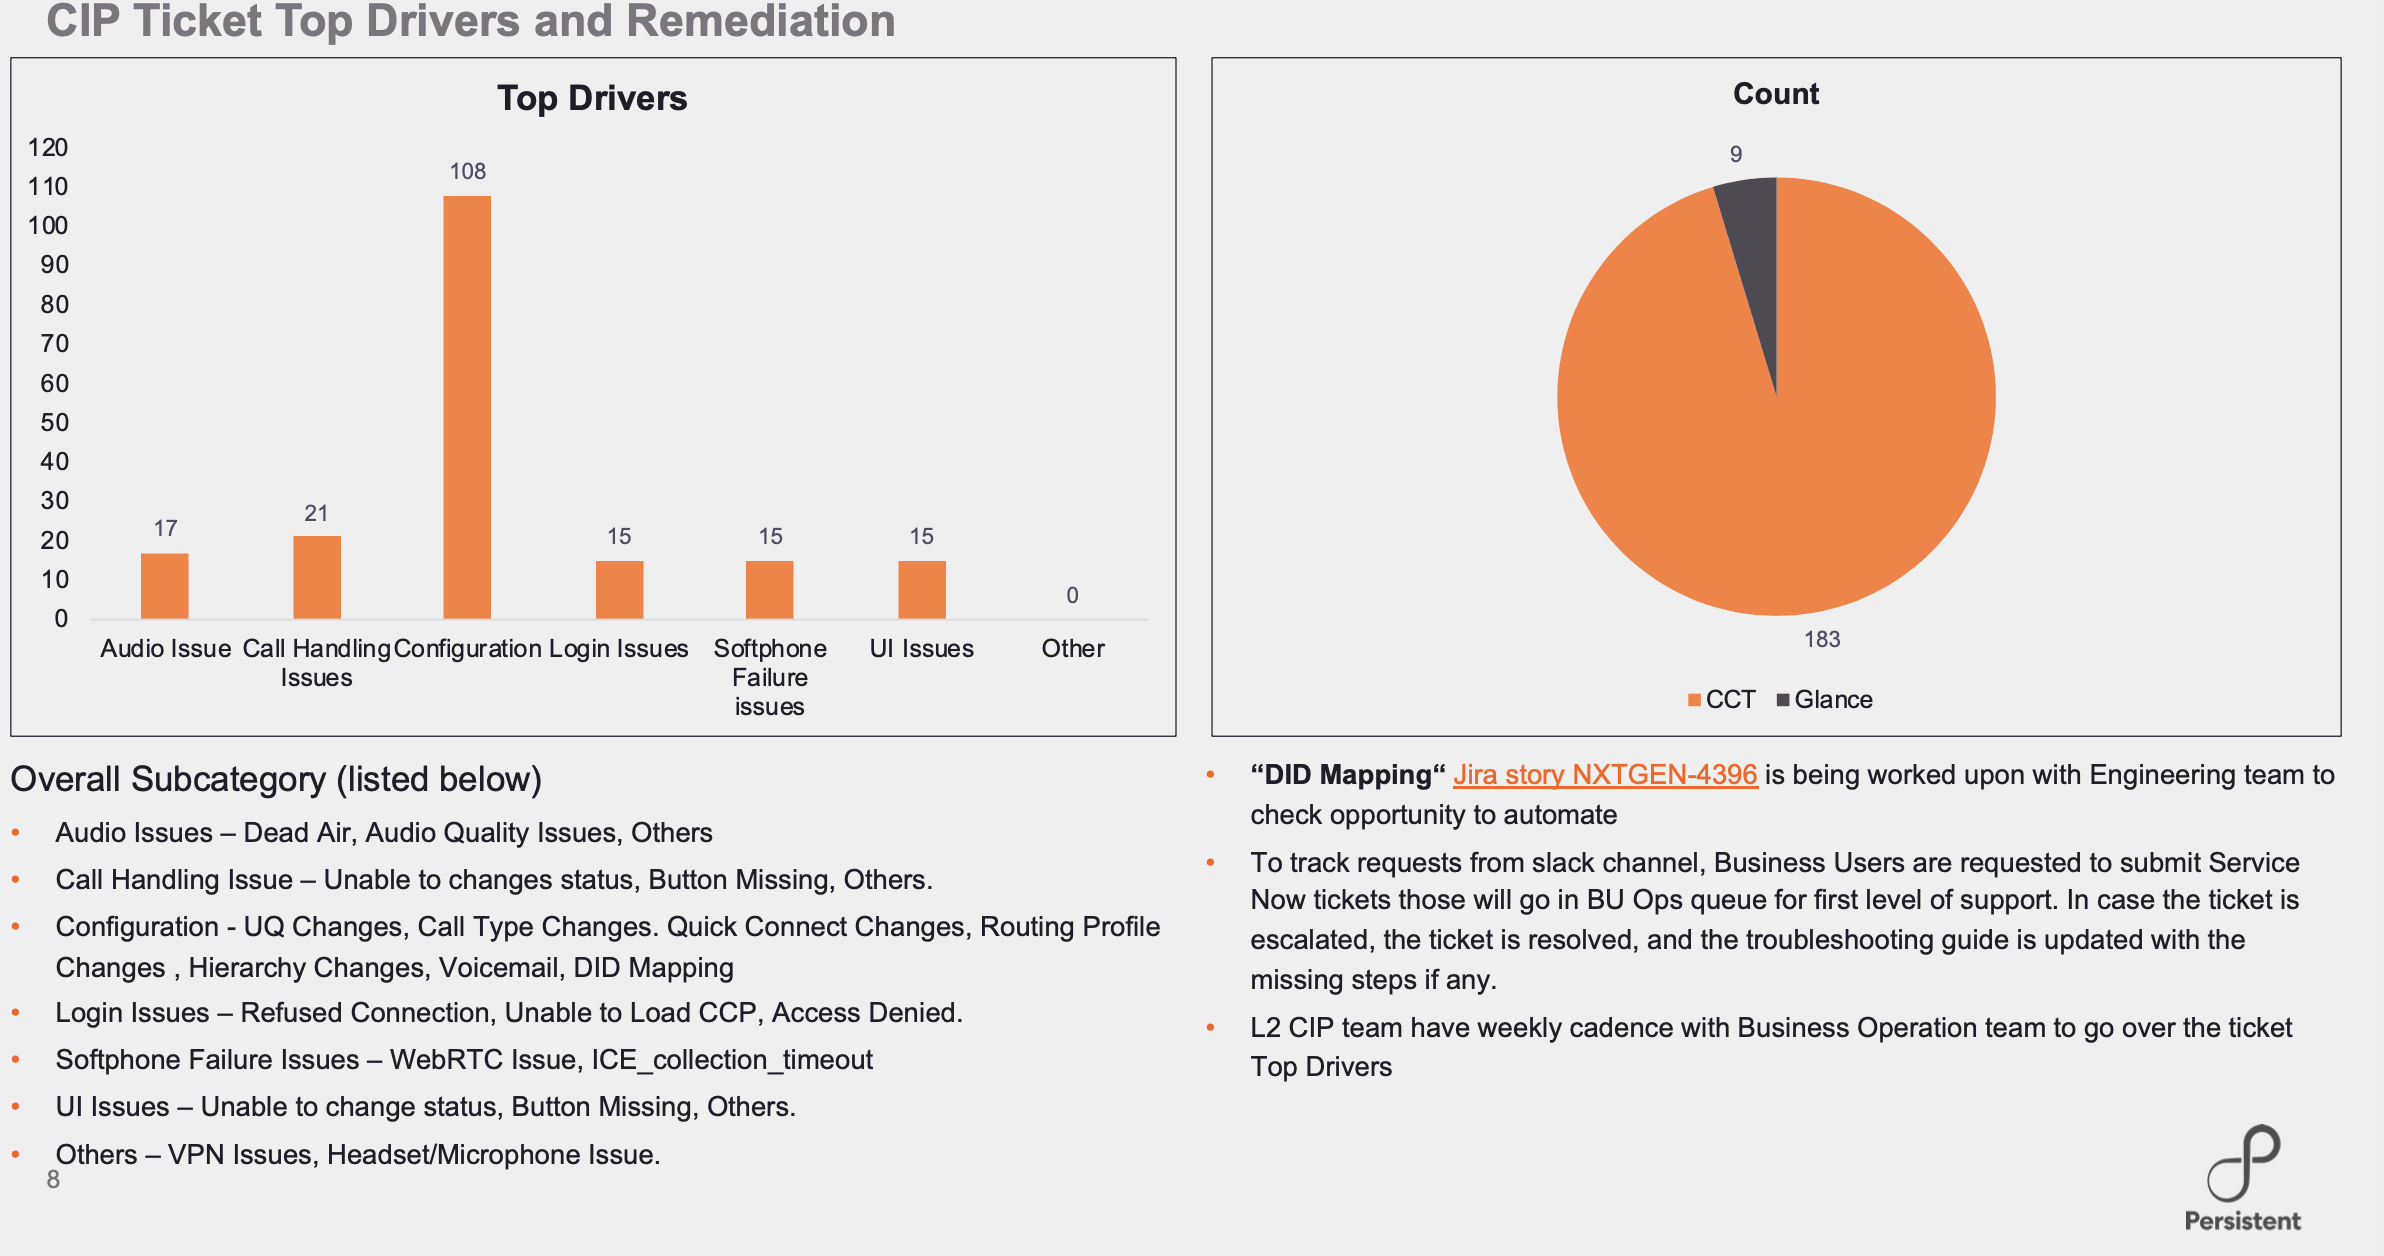 CIP Ticket Top Drivers and Remediation
Top Drivers
120
110
100
90
80
70
60
50
40
30
20
10
0
17
21
108
15
15
15
0
Audio Issue
Call Handling
Issues
Configuration
Login Issues
Softphone
Failure
issues
UI Issues
Other
Count
9
183
CCT
Glance
Overall Subcategory (listed below)
• Audio Issues – Dead Air, Audio Quality Issues, Others
• Call Handling Issue – Unable to changes status, Button Missing, Others.
• Configuration - UQ Changes, Call Type Changes. Quick Connect Changes, Routing Profile
Changes , Hierarchy Changes, Voicemail, DID Mapping
• Login Issues – Refused Connection, Unable to Load CCP, Access Denied.
• Softphone Failure Issues – WebRTC Issue, ICE_collection_timeout
• UI Issues – Unable to change status, Button Missing, Others.
• Others – VPN Issues, Headset/Microphone Issue.
• “DID Mapping“ Jira story NXTGEN-4396 is being worked upon with Engineering team to
check opportunity to automate
• To track requests from slack channel, Business Users are requested to submit Service
Now tickets those will go in BU Ops queue for first level of support. In case the ticket is
escalated, the ticket is resolved, and the troubleshooting guide is updated with the
missing steps if any.
• L2 CIP team have weekly cadence with Business Operation team to go over the ticket
Top Drivers
8
Persistent